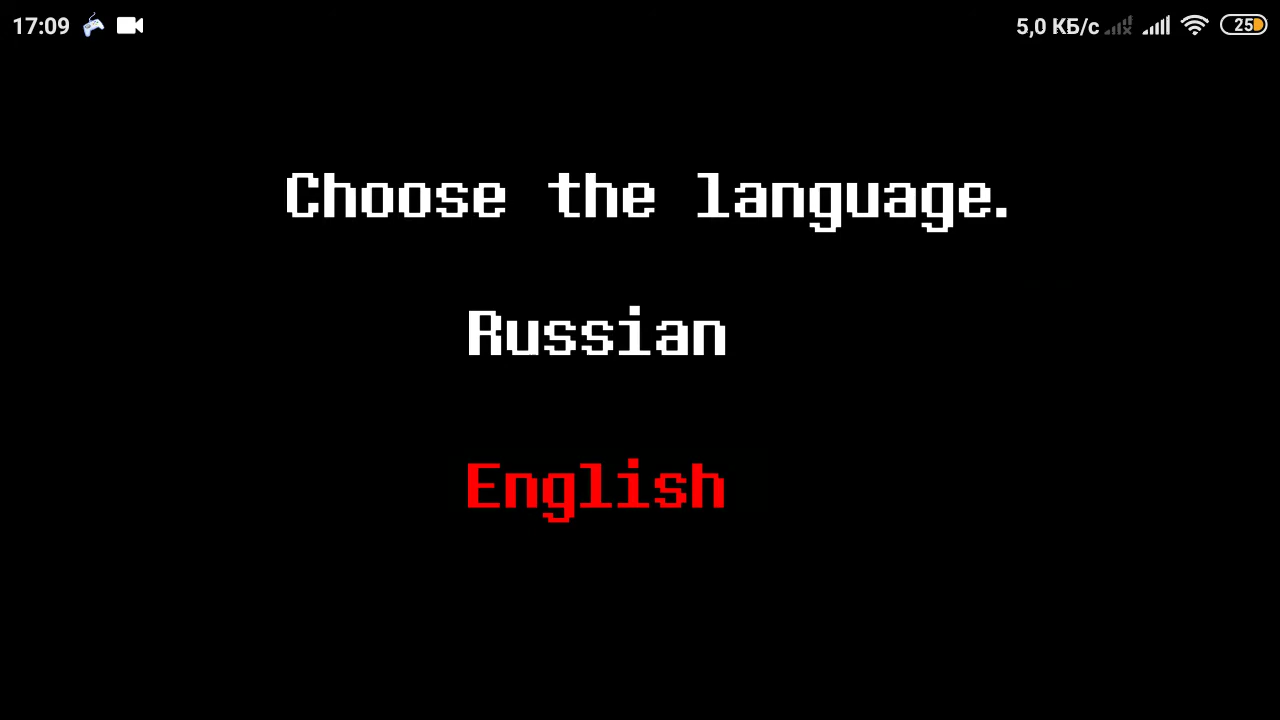 17:09 5,0 КБ/с 25
Choose the language.
Russian
English